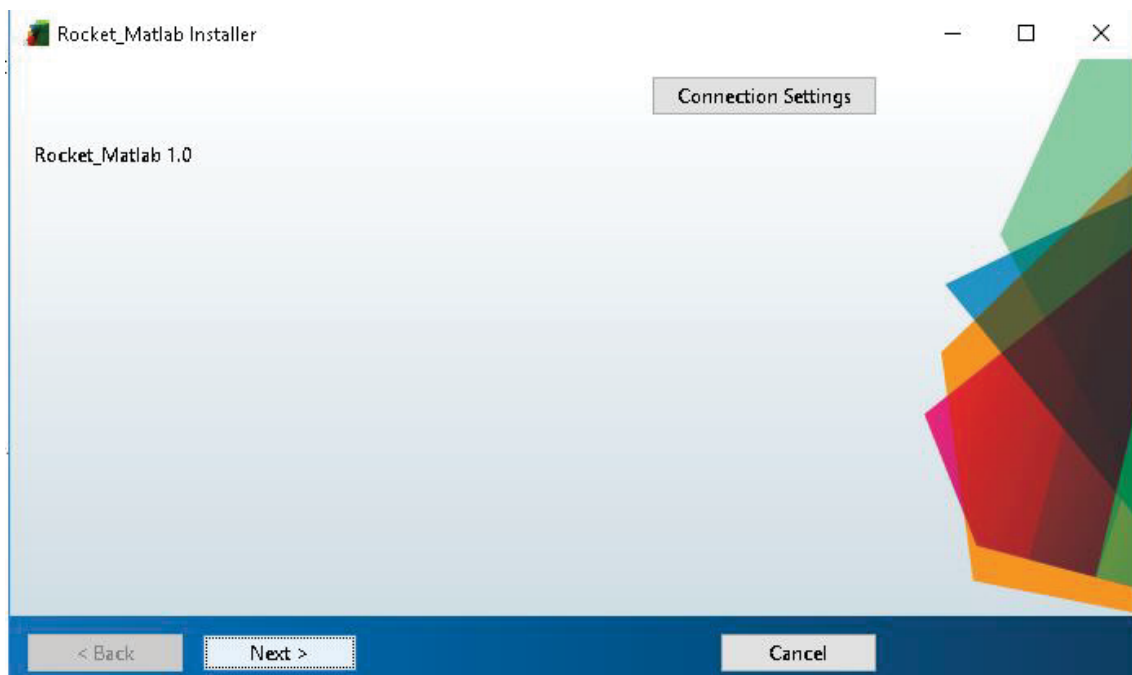 Rocket_Matlab Installer
Connection Settings
Rocket_Matlab 1.0
< Back
Next >
Cancel